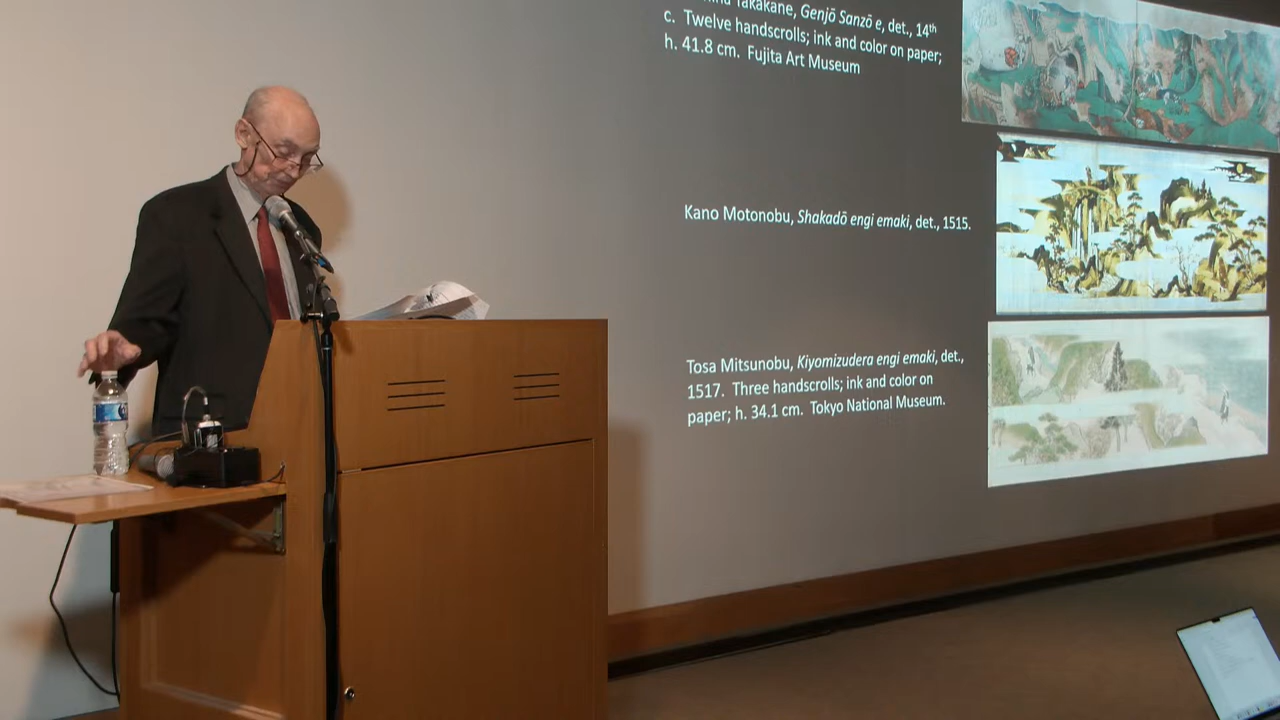 Takakane, Genjō Sanzō e, det., 14th
c. Twelve handscrolls; ink and color on paper;
h. 41.8 cm. Fujita Art Museum
Kano Motonobu, Shakadō engi emaki, det., 1515.
Tosa Mitsunobu, Kiyomizudera engi emaki, det.,
1517. Three handscrolls; ink and color on
paper; h. 34.1 cm. Tokyo National Museum.